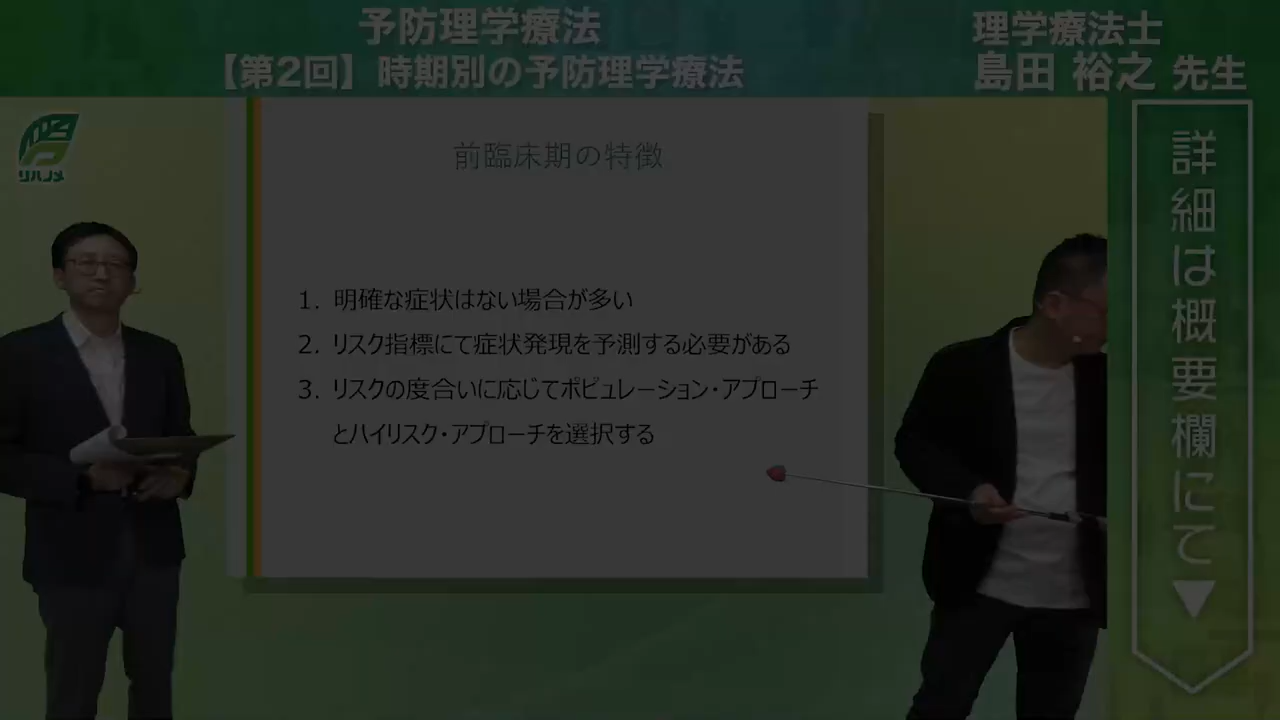 予防理学療法
【第2回】時期別の予防理学療法
理学療法士
島田 裕之 先生
リハノメ
前臨床期の特徴
1. 明確な症状はない場合が多い
2. リスク指標にて症状発現を予測する必要がある
3. リスクの度合いに応じてポピュレーション・アプローチ
とハイリスク・アプローチを選択する
詳細は概要欄にて▼